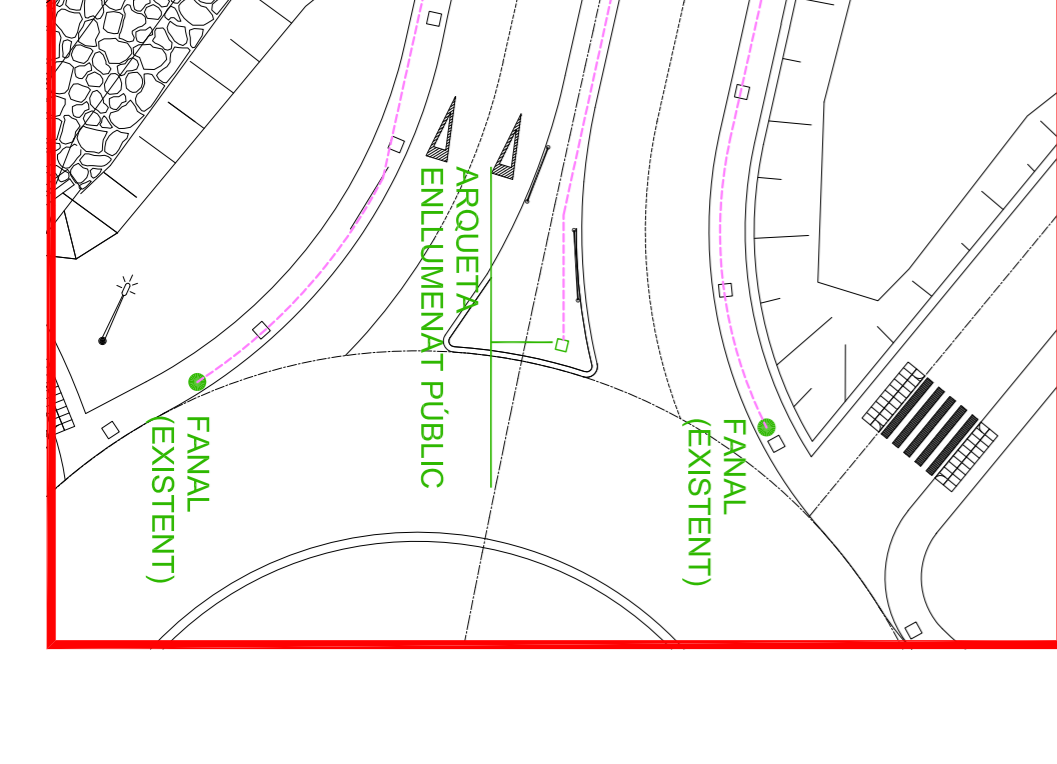 ARQUETA
ENLLUMENAT PÚBLIC
FANAL
(EXISTENT)
FANAL
(EXISTENT)